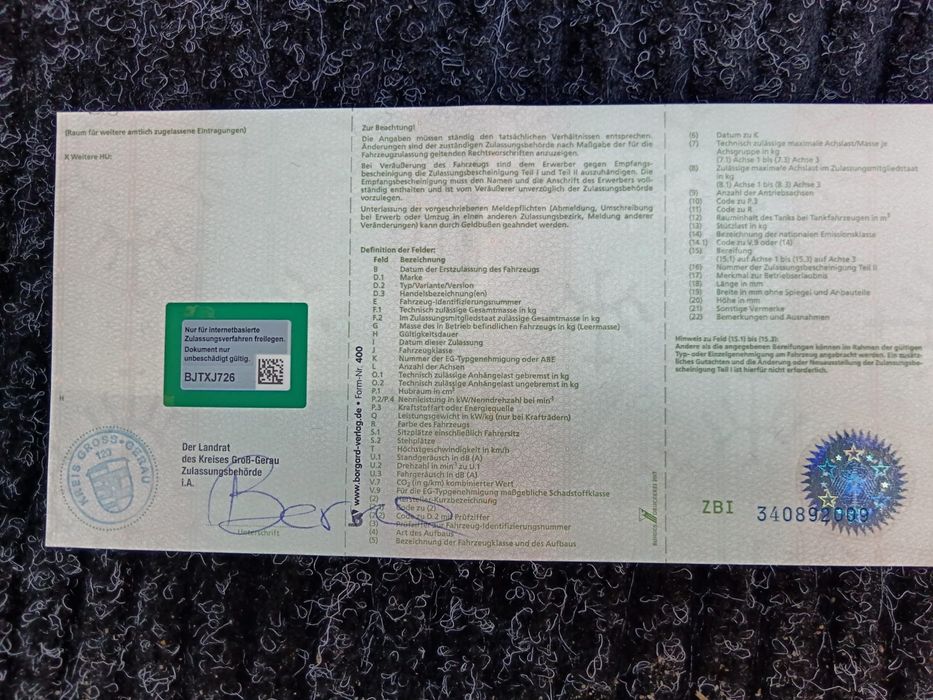 (Raum für weitere amtlich zugelassene Eintragungen)
X Weitere HU:
Nur für internetbasierte
Zulassungsverfahren freilegen.
Dokument nur
unbeschädigt gültig.
BJTXJ726
H
KREIS GROSS-GERAU
120
Der Landrat
des Kreises Groß-Gerau
Zulassungsbehörde
i.A.
Unterschrift
www.borgard-verlag.de • Form-Nr. 400
Zur Beachtung!
Die Angaben müssen ständig den tatsächlichen Verhältnissen entsprechen.
Änderungen sind der zuständigen Zulassungsbehörde nach Maßgabe der für die
Fahrzeugzulassung geltenden Rechtsvorschriften anzuzeigen.
Bei Veräußerung des Fahrzeugs sind dem Erwerber gegen Empfangs-
bescheinigung die Zulassungsbescheinigung Teil I und Teil II auszuhändigen. Die
Empfangsbescheinigung muss den Namen und die Anschrift des Erwerbers voll-
ständig enthalten und ist vom Veräußerer unverzüglich der Zulassungsbehörde
vorzulegen.
Unterlassung der vorgeschriebenen Meldepflichten (Abmeldung, Umschreibung
bei Erwerb oder Umzug in einen anderen Zulassungsbezirk, Meldung anderer
Veränderungen) kann durch Geldbußen geahndet werden.
Definition der Felder:
Feld Bezeichnung
B Datum der Erstzulassung des Fahrzeugs
D.1 Marke
D.2 Typ/Variante/Version
D.3 Handelsbezeichnung(en)
E Fahrzeug-Identifizierungsnummer
F.1 Technisch zulässige Gesamtmasse in kg
F.2 Im Zulassungsmitgliedstaat zulässige Gesamtmasse in kg
G Masse des in Betrieb befindlichen Fahrzeugs in kg (Leermasse)
H Gültigkeitsdauer
I Datum dieser Zulassung
J Fahrzeugklasse
K Nummer der EG-Typgenehmigung oder ABE
L Anzahl der Achsen
O.1 Technisch zulässige Anhängelast gebremst in kg
O.2 Technisch zulässige Anhängelast ungebremst in kg
P.1 Hubraum in cm³
P.2/P.4 Nennleistung in kW/Nenndrehzahl bei min⁻¹
P.3 Kraftstoffart oder Energiequelle
Q Leistungsgewicht in kW/kg (nur bei Krafträdern)
R Farbe des Fahrzeugs
S.1 Sitzplätze einschließlich Fahrersitz
S.2 Stehplätze
T Höchstgeschwindigkeit in km/h
U.1 Standgeräusch in dB (A)
U.2 Drehzahl in min⁻¹ zu U.1
U.3 Fahrgeräusch in dB (A)
V.7 CO₂ (in g/km) kombinierter Wert
V.9 Für die EG-Typgenehmigung maßgebliche Schadstoffklasse
(2) Hersteller-Kurzbezeichnung
Code zu (2)
Code zu D.2 mit Prüfziffer
(3) Prüfziffer zur Fahrzeug-Identifizierungsnummer
(4) Art des Aufbaus
(5) Bezeichnung der Fahrzeugklasse und des Aufbaus
(6) Datum zu K
(7) Technisch zulässige maximale Achslast/Masse je
Achsgruppe in kg
(7.1) Achse 1 bis (7.3) Achse 3
(8) Zulässige maximale Achslast im Zulassungsmitgliedstaat
in kg
(8.1) Achse 1 bis (8.3) Achse 3
(9) Anzahl der Antriebsachsen
(10) Code zu P.3
(11) Code zu R
(12) Rauminhalt des Tanks bei Tankfahrzeugen in m³
(13) Stützlast in kg
(14) Bezeichnung der nationalen Emissionsklasse
(14.1) Code zu V.9 oder (14)
(15) Bereifung
(15.1) auf Achse 1 bis (15.3) auf Achse 3
(16) Nummer der Zulassungsbescheinigung Teil II
(17) Merkmal zur Betriebserlaubnis
(18) Länge in mm
(19) Breite in mm ohne Spiegel und Anbauteile
(20) Höhe in mm
(21) Sonstige Vermerke
(22) Bemerkungen und Ausnahmen
Hinweis zu Feld (15.1) bis (15.3):
Andere als die angegebenen Bereifungen können im Rahmen der gültigen
Typ- oder Einzelgenehmigung am Fahrzeug angebracht werden. Ein zusätz-
liches Gutachten und die Änderung oder Neuausstellung der Zulassungsbe-
scheinigung Teil I ist hierfür nicht erforderlich.
ZBI 340892099